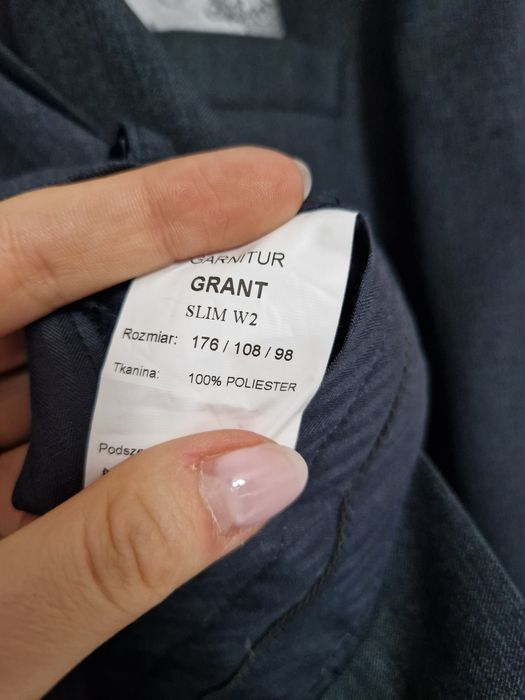 GARNITUR
GRANT
SLIM W2
Rozmiar: 176 / 108 / 98
Tkanina: 100% POLIESTER